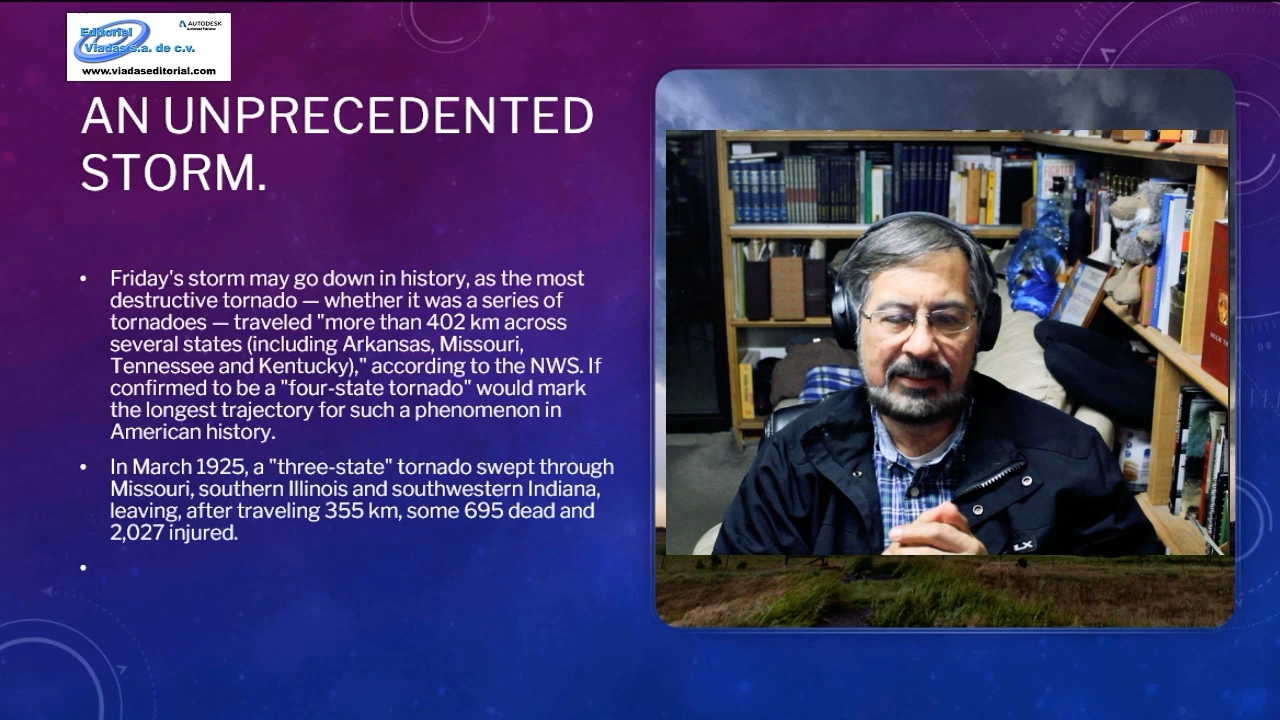 Editorial
AUTODESK
Viadas s.a. de c.v.
www.viadaseditorial.com
AN UNPRECEDENTED
STORM.
• Friday's storm may go down in history, as the most
destructive tornado — whether it was a series of
tornadoes — traveled "more than 402 km across
several states (including Arkansas, Missouri,
Tennessee and Kentucky)," according to the NWS. If
confirmed to be a "four-state tornado" would mark
the longest trajectory for such a phenomenon in
American history.
• In March 1925, a "three-state" tornado swept through
Missouri, southern Illinois and southwestern Indiana,
leaving, after traveling 355 km, some 695 dead and
2,027 injured.
•
LX